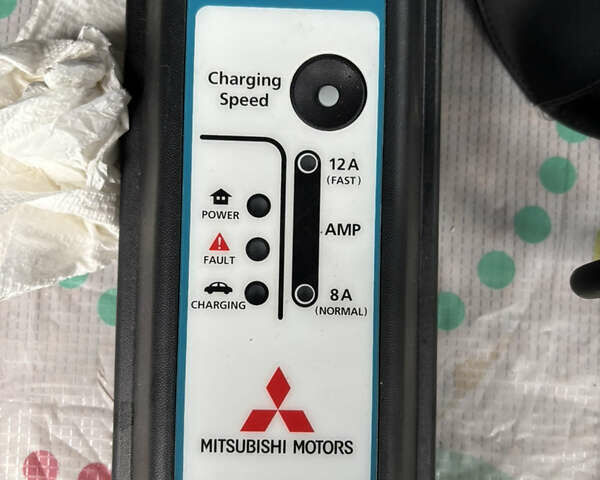 Charging
Speed
12A
(FAST)
POWER
AMP
FAULT
8A
CHARGING
(NORMAL)
MITSUBISHI MOTORS